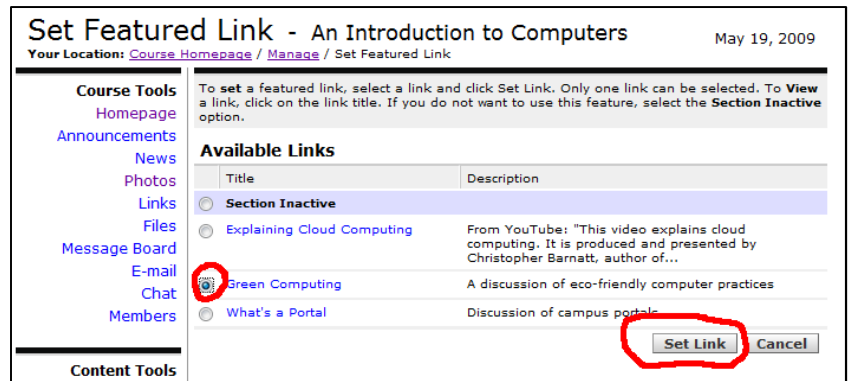 Set Featured Link - An Introduction to Computers
May 19, 2009
Your Location: Course Homepage / Manage / Set Featured Link
Course Tools
Homepage
Announcements
News
Photos
Links
Files
Message Board
E-mail
Chat
Members
Content Tools
To set a featured link, select a link and click Set Link. Only one link can be selected. To View
a link, click on the link title. If you do not want to use this feature, select the Section Inactive
option.
Available Links
Title Description
Section Inactive
Explaining Cloud Computing From YouTube: "This video explains cloud
computing. It is produced and presented by
Christopher Barnatt, author of...
Green Computing A discussion of eco-friendly computer practices
What's a Portal Discussion of campus portals
Set Link Cancel